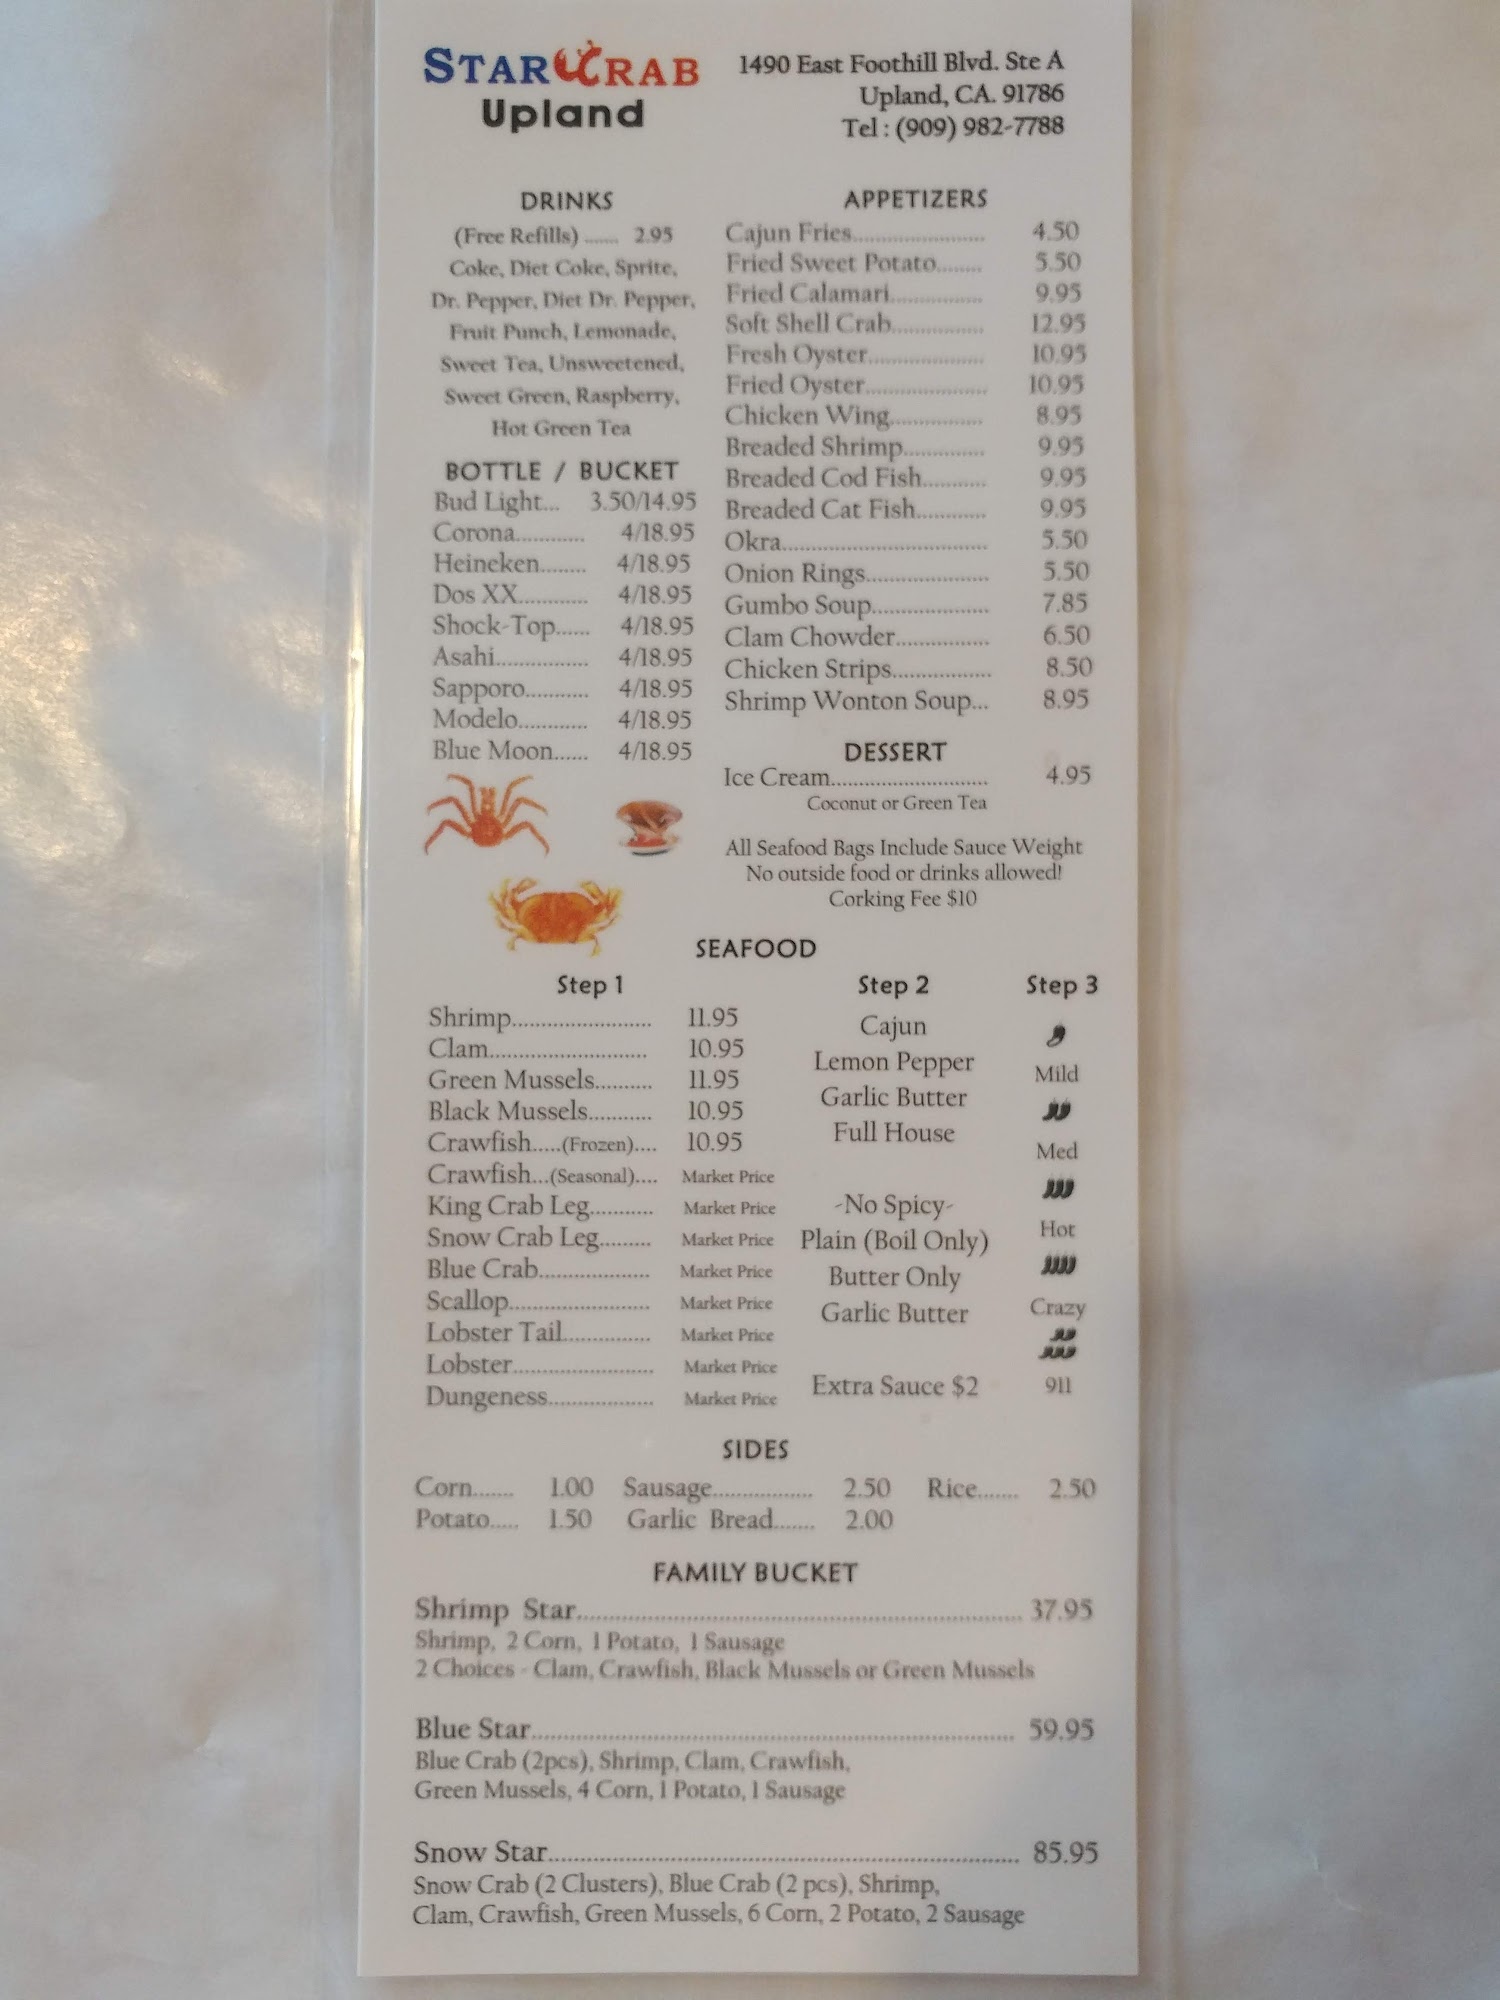 STAR CRAB
Upland
1490 East Foothill Blvd. Ste A
Upland, CA. 91786
Tel : (909) 982-7788
DRINKS
(Free Refills) ....... 2.95
Coke, Diet Coke, Sprite,
Dr. Pepper, Diet Dr. Pepper,
Fruit Punch, Lemonade,
Sweet Tea, Unsweetened,
Sweet Green, Raspberry,
Hot Green Tea
BOTTLE / BUCKET
Bud Light... 3.50/14.95
Corona............ 4/18.95
Heineken........ 4/18.95
Dos XX............ 4/18.95
Shock-Top...... 4/18.95
Asahi................ 4/18.95
Sapporo........... 4/18.95
Modelo............ 4/18.95
Blue Moon...... 4/18.95
APPETIZERS
Cajun Fries....................... 4.50
Fried Sweet Potato........ 5.50
Fried Calamari................ 9.95
Soft Shell Crab................ 12.95
Fresh Oyster.................... 10.95
Fried Oyster..................... 10.95
Chicken Wing................ 8.95
Breaded Shrimp.............. 9.95
Breaded Cod Fish........... 9.95
Breaded Cat Fish............ 9.95
Okra................................... 5.50
Onion Rings..................... 5.50
Gumbo Soup.................... 7.85
Clam Chowder................ 6.50
Chicken Strips................. 8.50
Shrimp Wonton Soup... 8.95
DESSERT
Ice Cream........................... 4.95
Coconut or Green Tea
All Seafood Bags Include Sauce Weight
No outside food or drinks allowed!
Corking Fee $10
SEAFOOD
Step 1
Shrimp........................ 11.95
Clam........................... 10.95
Green Mussels.......... 11.95
Black Mussels........... 10.95
Crawfish.....(Frozen).... 10.95
Crawfish...(Seasonal).... Market Price
King Crab Leg........... Market Price
Snow Crab Leg......... Market Price
Blue Crab................... Market Price
Scallop........................ Market Price
Lobster Tail............... Market Price
Lobster........................ Market Price
Dungeness.................. Market Price
Step 2
Cajun
Lemon Pepper
Garlic Butter
Full House
-No Spicy-
Plain (Boil Only)
Butter Only
Garlic Butter
Extra Sauce $2
Step 3
Mild
Med
Hot
Crazy
911
SIDES
Corn....... 1.00 Sausage................. 2.50 Rice....... 2.50
Potato..... 1.50 Garlic Bread....... 2.00
FAMILY BUCKET
Shrimp Star............................................................................ 37.95
Shrimp, 2 Corn, 1 Potato, 1 Sausage
2 Choices - Clam, Crawfish, Black Mussels or Green Mussels
Blue Star....................................................................................... 59.95
Blue Crab (2pcs), Shrimp, Clam, Crawfish,
Green Mussels, 4 Corn, 1 Potato, 1 Sausage
Snow Star................................................................................ 85.95
Snow Crab (2 Clusters), Blue Crab (2 pcs), Shrimp,
Clam, Crawfish, Green Mussels, 6 Corn, 2 Potato, 2 Sausage